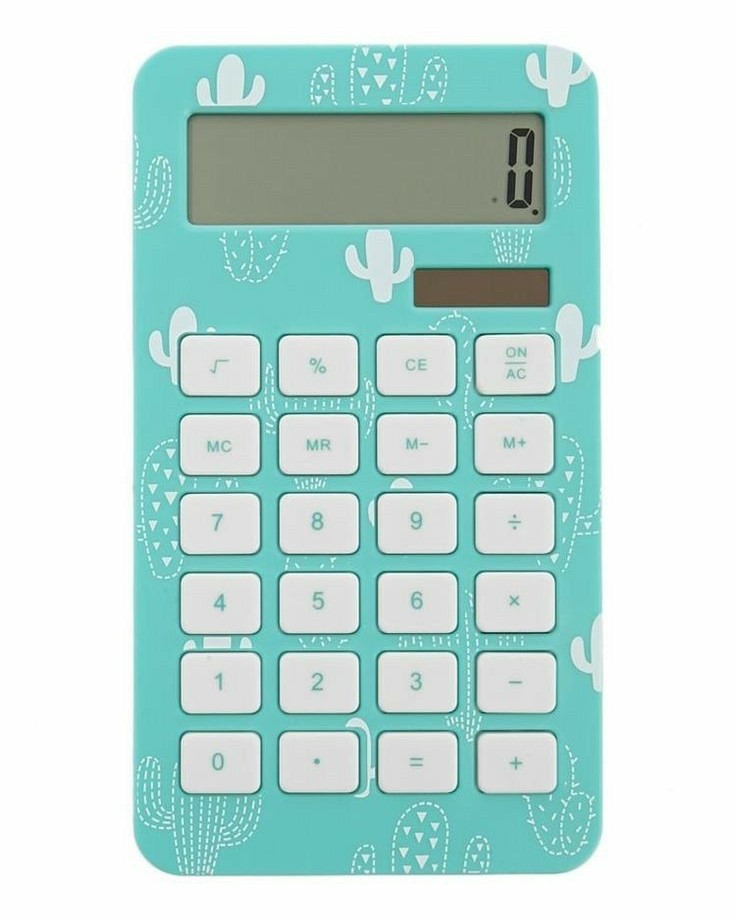 0.
√ % CE ON
AC
MC MR M− M+
7 8 9 ÷
4 5 6 ×
1 2 3 −
0 • = +